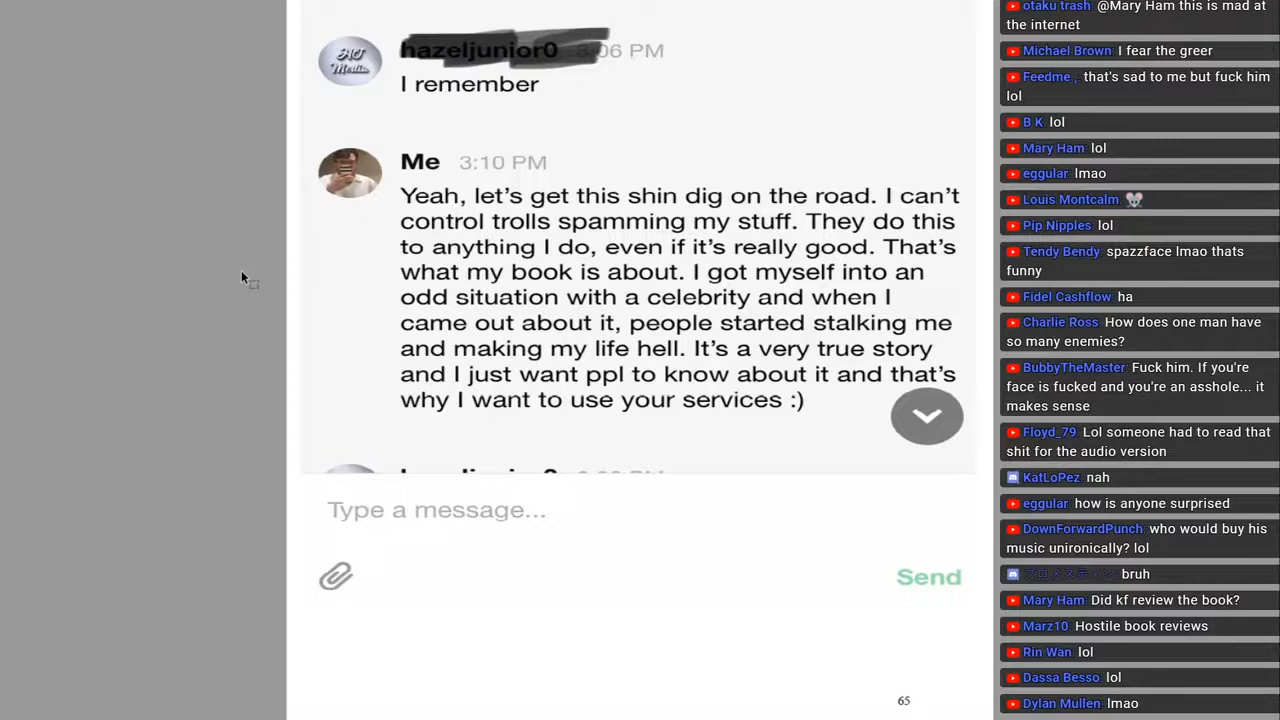 hazeljunior0 3:06 PM
I remember
Me 3:10 PM
Yeah, let's get this shin dig on the road. I can't
control trolls spamming my stuff. They do this
to anything I do, even if it's really good. That's
what my book is about. I got myself into an
odd situation with a celebrity and when I
came out about it, people started stalking me
and making my life hell. It's a very true story
and I just want ppl to know about it and that's
why I want to use your services :)
Type a message...
Send
65
otaku trash: @Mary Ham this is mad at
the internet
Michael Brown: I fear the greer
Feedme ,: that's sad to me but fuck him
lol
B K: lol
Mary Ham: lol
eggular: lmao
Louis Montcalm:
Pip Nipples: lol
Tendy Bendy: spazzface lmao thats
funny
Fidel Cashflow: ha
Charlie Ross: How does one man have
so many enemies?
BubbyTheMaster: Fuck him. If you're
face is fucked and you're an asshole... it
makes sense
Floyd_79: Lol someone had to read that
shit for the audio version
KatLoPez: nah
eggular: how is anyone surprised
DownForwardPunch: who would buy his
music unironically? lol
bruh
Mary Ham: Did kf review the book?
Marz10: Hostile book reviews
Rin Wan: lol
Dassa Besso: lol
Dylan Mullen: lmao